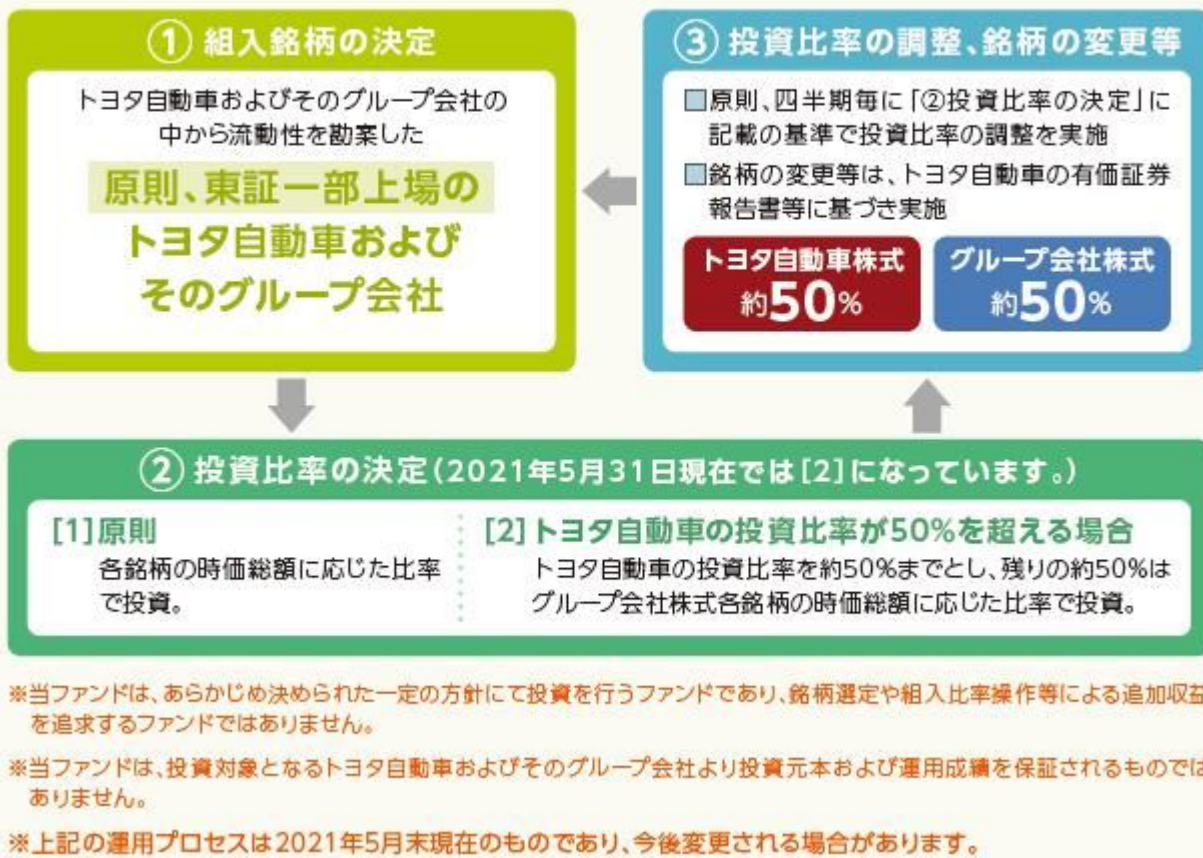 ① 組入銘柄の決定
トヨタ自動車およびそのグループ会社の
中から流動性を勘案した
原則、東証一部上場の
トヨタ自動車および
そのグループ会社
② 投資比率の決定(2021年5月31日現在では[2]になっています。)
[1]原則
各銘柄の時価総額に応じた比率
で投資。
[2]トヨタ自動車の投資比率が50%を超える場合
トヨタ自動車の投資比率を約50%までとし、残りの約50%は
グループ会社株式各銘柄の時価総額に応じた比率で投資。
③ 投資比率の調整、銘柄の変更等
□原則、四半期毎に「②投資比率の決定」に
記載の基準で投資比率の調整を実施
□銘柄の変更等は、トヨタ自動車の有価証券
報告書等に基づき実施
トヨタ自動車株式
約50%
グループ会社株式
約50%
※当ファンドは、あらかじめ決められた一定の方針にて投資を行うファンドであり、銘柄選定や組入比率操作等による追加収益
を追求するファンドではありません。
※当ファンドは、投資対象となるトヨタ自動車およびそのグループ会社より投資元本および運用成績を保証されるものでは
ありません。
※上記の運用プロセスは2021年5月末現在のものであり、今後変更される場合があります。